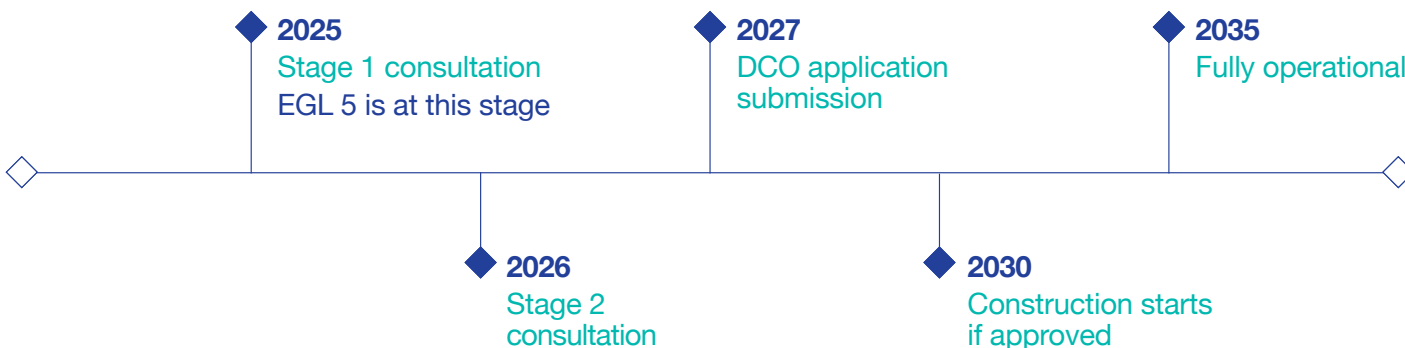 2025
Stage 1 consultation
EGL 5 is at this stage
2026
Stage 2
consultation
2027
DCO application
submission
2030
Construction starts
if approved
2035
Fully operational